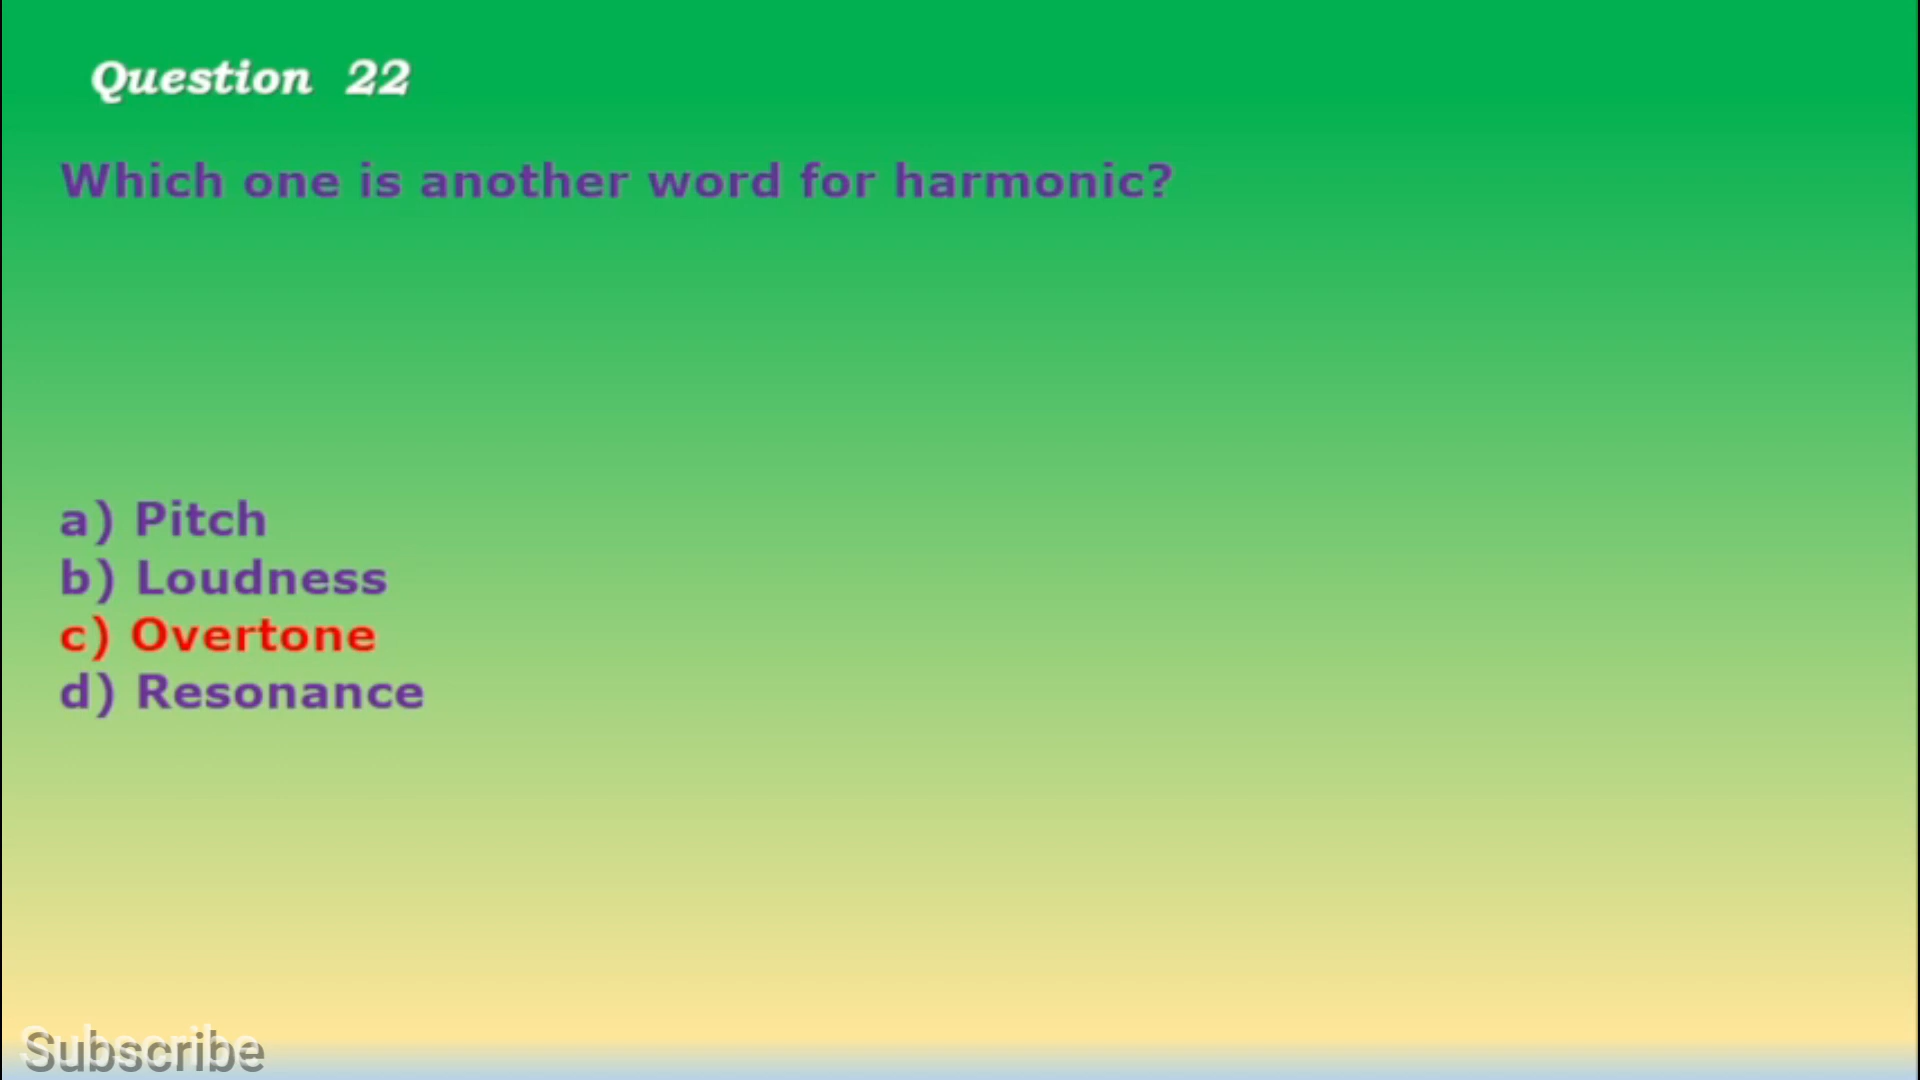 Question 22
Which one is another word for harmonic?
a) Pitch
b) Loudness
c) Overtone
d) Resonance
Subscribe